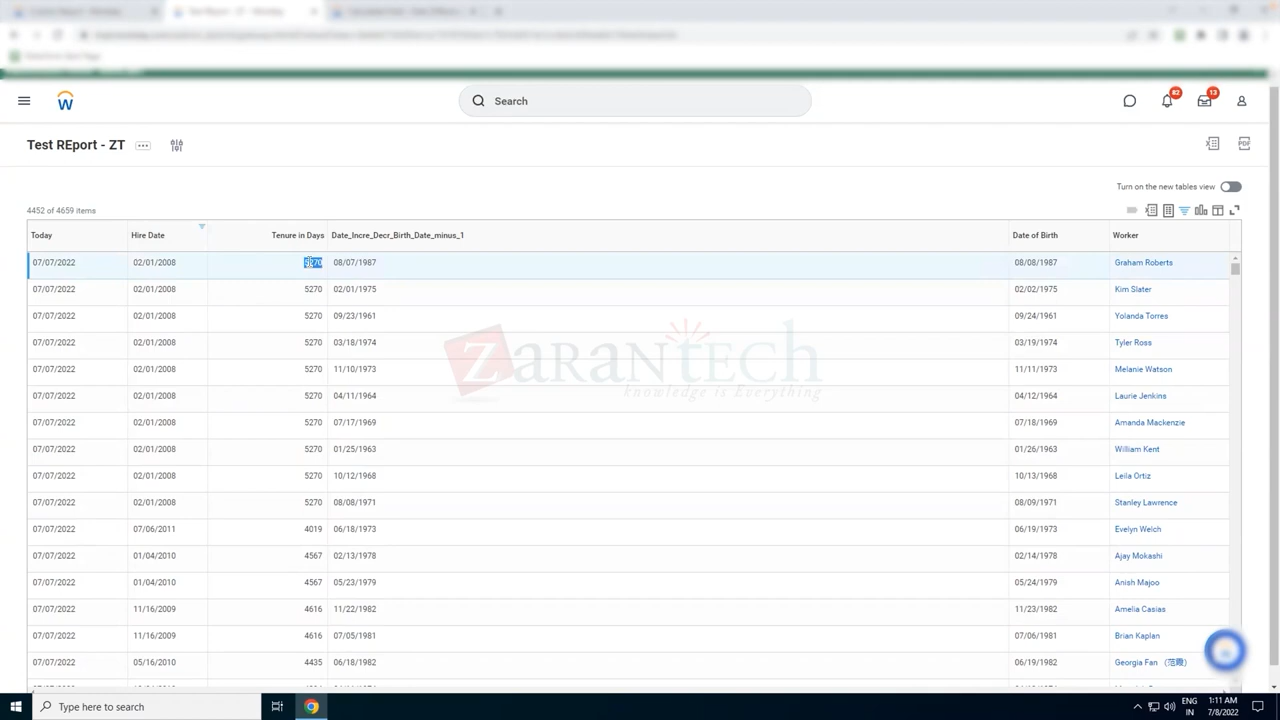 Search
82
13
W
Test REport - ZT
PDF
Turn on the new tables view
4452 of 4659 items
Today Hire Date Tenure in Days Date_Incre_Decr_Birth_Date_minus_1 Date of Birth Worker
07/07/2022 02/01/2008 5270 08/07/1987 08/08/1987 Graham Roberts
07/07/2022 02/01/2008 5270 02/01/1975 02/02/1975 Kim Slater
07/07/2022 02/01/2008 5270 09/23/1961 09/24/1961 Yolanda Torres
07/07/2022 02/01/2008 5270 03/18/1974 03/19/1974 Tyler Ross
07/07/2022 02/01/2008 5270 11/10/1973 11/11/1973 Melanie Watson
07/07/2022 02/01/2008 5270 04/11/1964 04/12/1964 Laurie Jenkins
07/07/2022 02/01/2008 5270 07/17/1969 07/18/1969 Amanda Mackenzie
07/07/2022 02/01/2008 5270 01/25/1963 01/26/1963 William Kent
07/07/2022 02/01/2008 5270 10/12/1968 10/13/1968 Leila Ortiz
07/07/2022 02/01/2008 5270 08/08/1971 08/09/1971 Stanley Lawrence
07/07/2022 07/06/2011 4019 06/18/1973 06/19/1973 Evelyn Welch
07/07/2022 01/04/2010 4567 02/13/1978 02/14/1978 Ajay Mokashi
07/07/2022 01/04/2010 4567 05/23/1979 05/24/1979 Anish Majoo
07/07/2022 11/16/2009 4616 11/22/1982 11/23/1982 Amelia Casias
07/07/2022 11/16/2009 4616 07/05/1981 07/06/1981 Brian Kaplan
07/07/2022 05/16/2010 4435 06/18/1982 06/19/1982 Georgia Fan （范霞）
zarantech
knowledge is Everything
Type here to search
ENG
IN
1:11 AM
7/8/2022